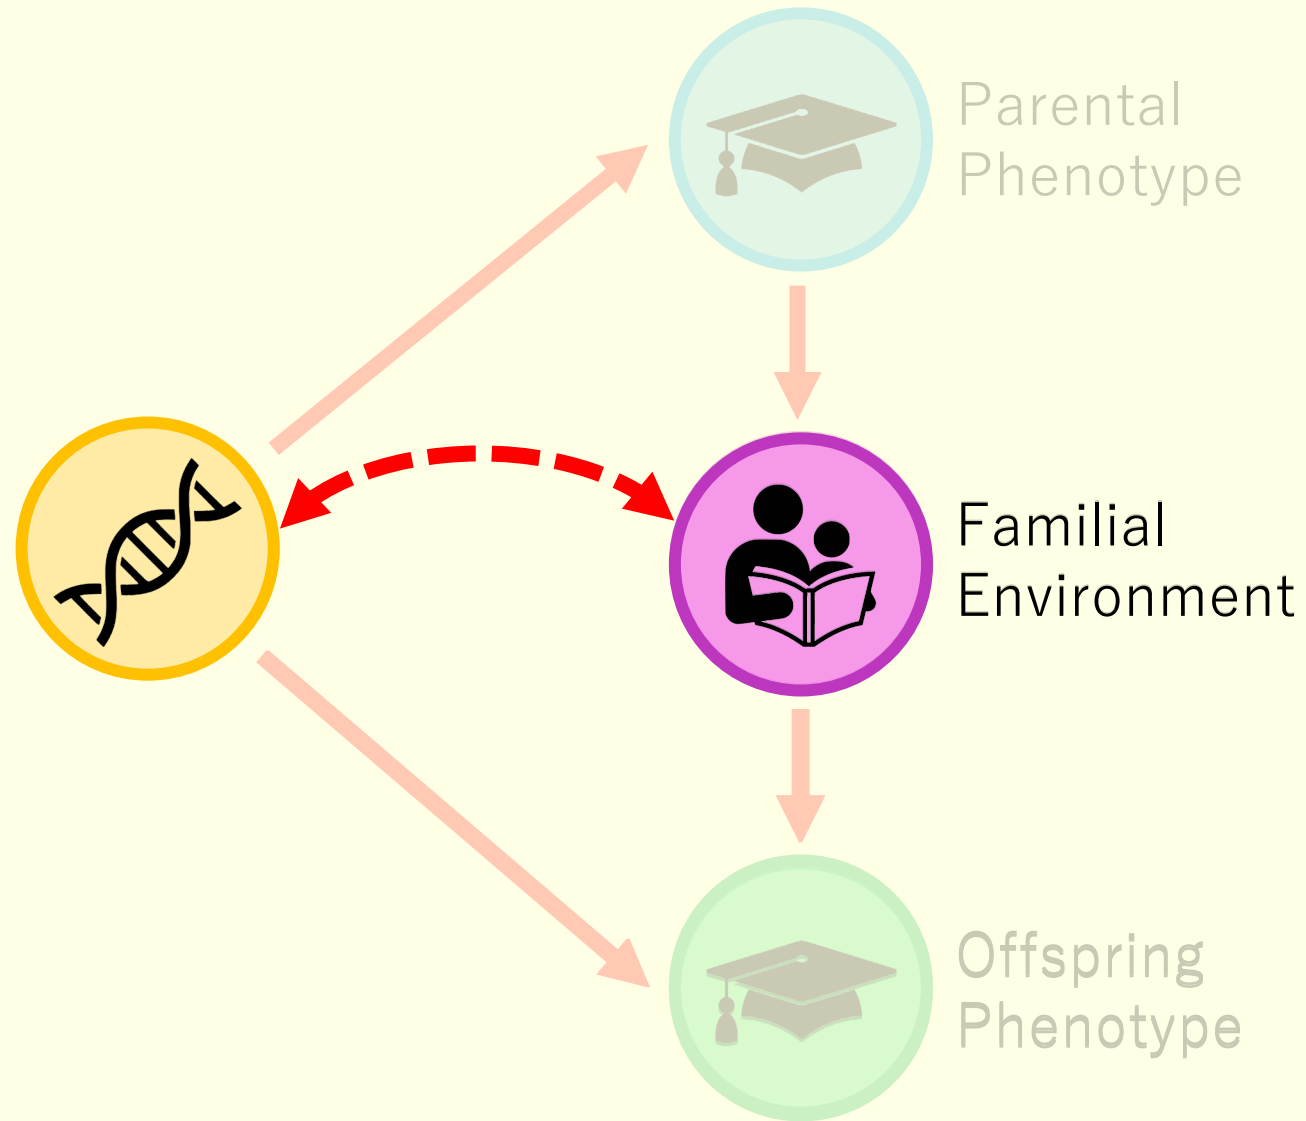 Parental
Phenotype
Familial
Environment
Offspring
Phenotype